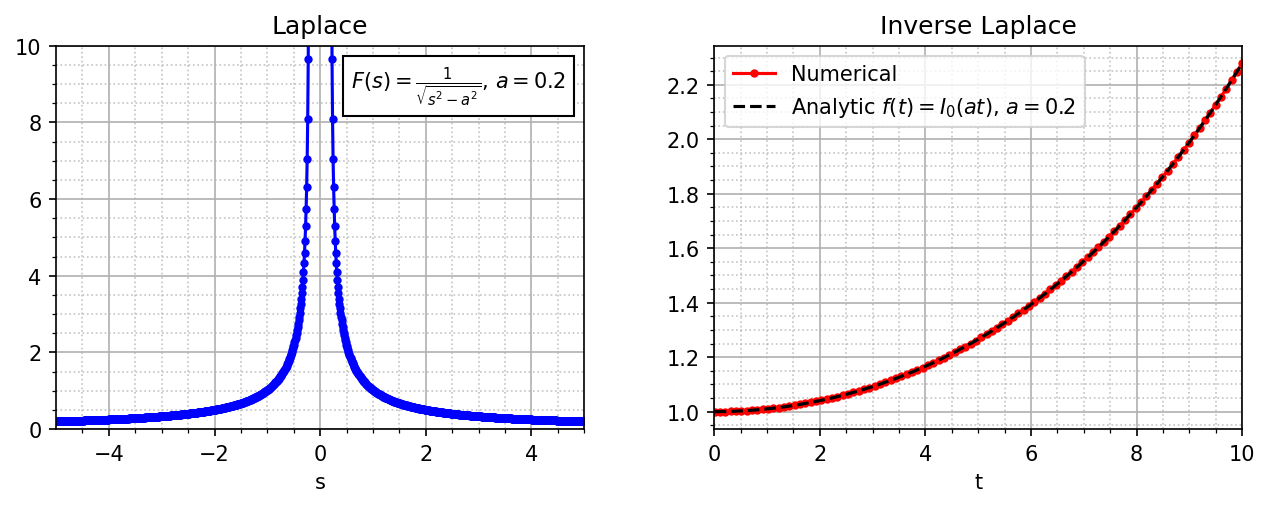 Laplace
10
8
6
4
2
0
F(s) = 1/√(s² − a²), a = 0.2
−4 −2 0 2 4
s
Inverse Laplace
2.2
2.0
1.8
1.6
1.4
1.2
1.0
Numerical
Analytic f(t) = I₀(at), a = 0.2
0 2 4 6 8 10
t